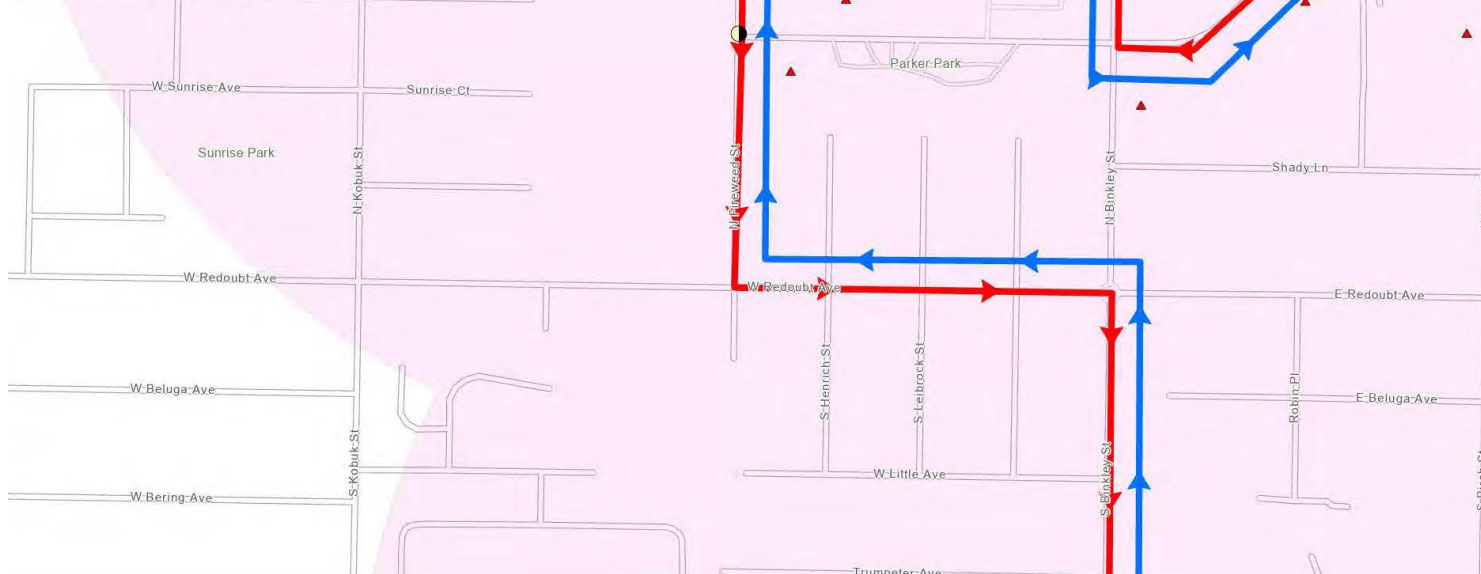 Parker Park
W Sunrise Ave
Sunrise Ct
Sunrise Park
N Kobuk St
N Fireweed St
N Binkley St
Shady Ln
W Redoubt Ave
W Redoubt Ave
E Redoubt Ave
W Beluga Ave
S Henrich St
S Leibrock St
Robin Pl
E Beluga Ave
S Kobuk St
W Little Ave
S Binkley St
W Bering Ave
Trumpeter Ave